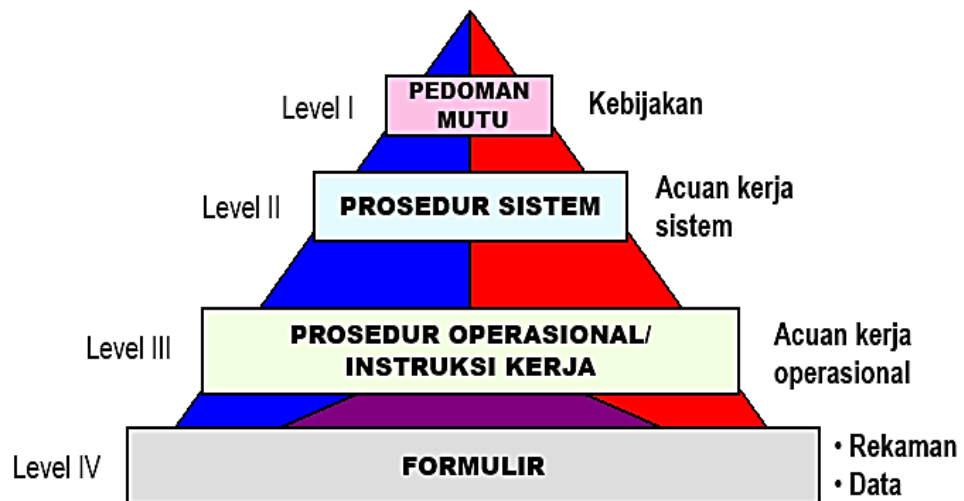 Level I
PEDOMAN
MUTU
Kebijakan
Level II
PROSEDUR SISTEM
Acuan kerja
sistem
Level III
PROSEDUR OPERASIONAL/
INSTRUKSI KERJA
Acuan kerja
operasional
Level IV
FORMULIR
• Rekaman
• Data